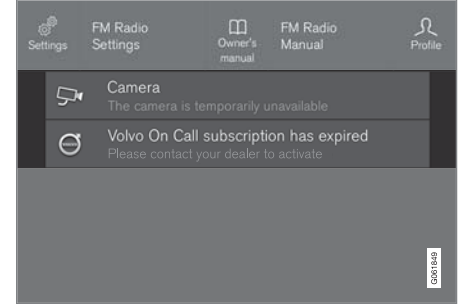 Settings
FM Radio
Settings
Owner's
manual
FM Radio
Manual
Profile
Camera
The camera is temporarily unavailable
Volvo On Call subscription has expired
Please contact your dealer to activate
G061649